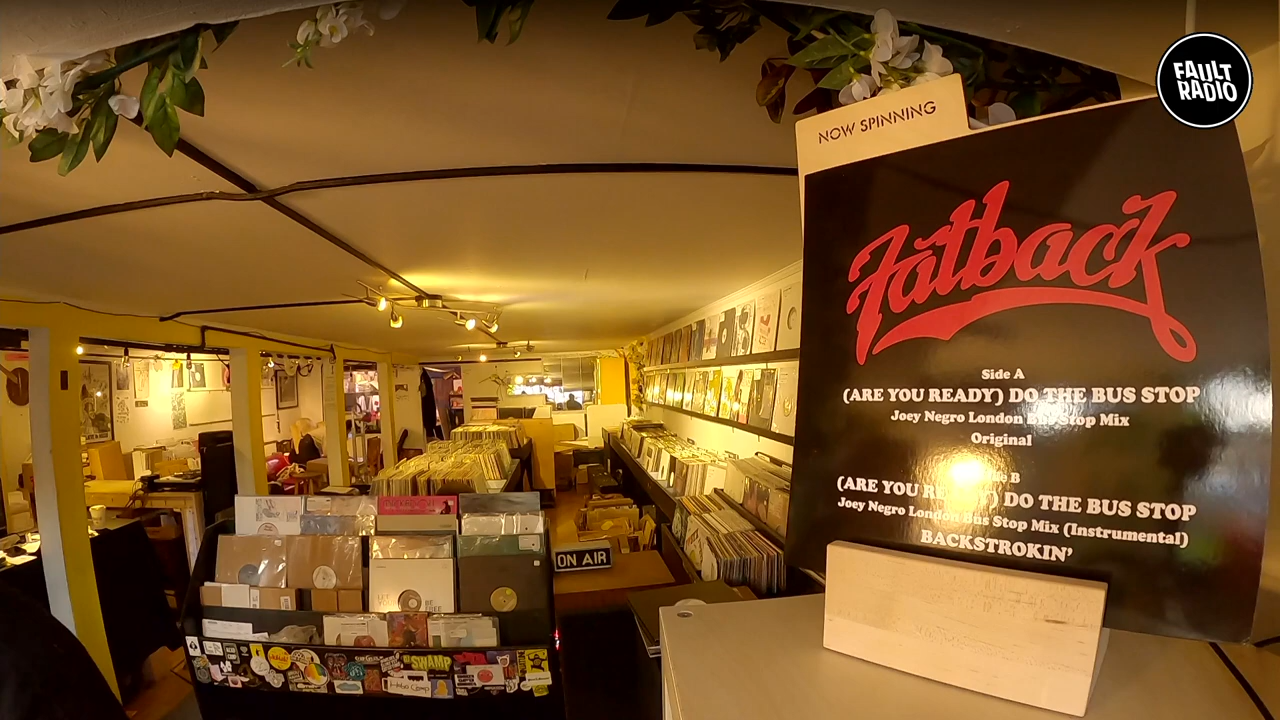 FAULT
RADIO
NOW SPINNING
Fatback
Side A
(ARE YOU READY) DO THE BUS STOP
Joey Negro London Bus Stop Mix
Original
B
(ARE YOU DO THE BUS STOP
Joey Negro London Bus Stop Mix (Instrumental)
BACKSTROKIN'
ON AIR
SWAMP